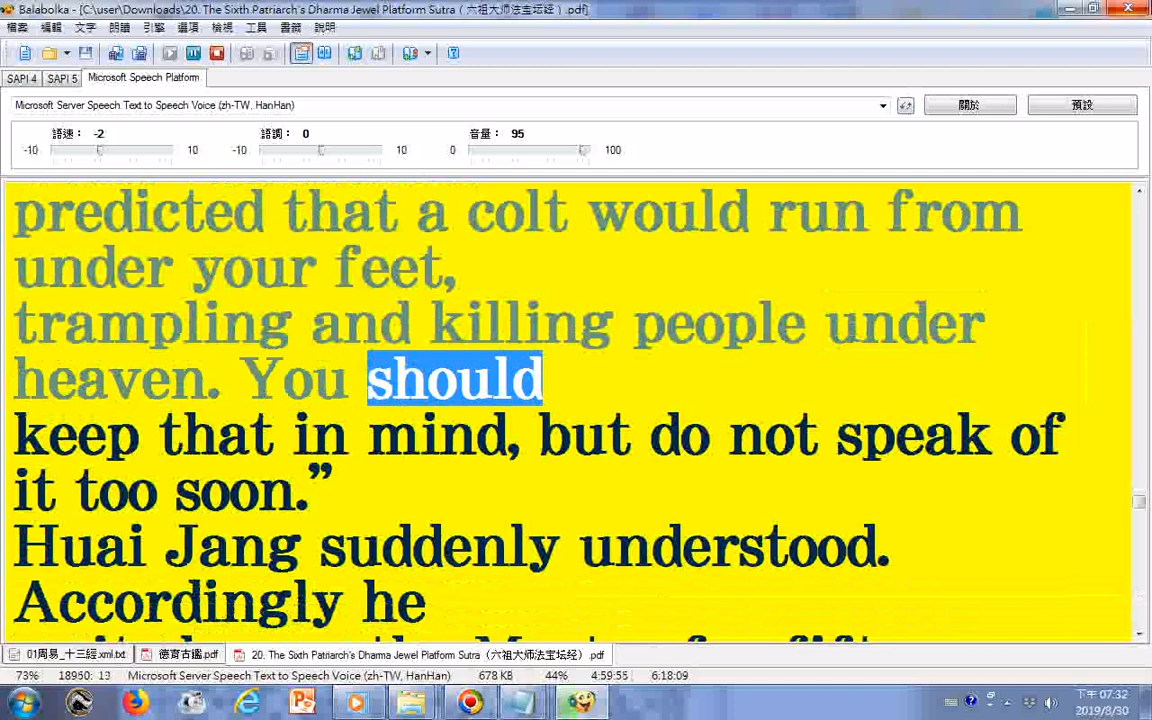 Balabolka - [C:\user\Downloads\20. The Sixth Patriarch's Dharma Jewel Platform Sutra（六祖大师法宝坛经）.pdf]
檔案 編輯 文字 朗讀 引擎 選項 檢視 工具 書籤 說明
SAPI 4 SAPI 5 Microsoft Speech Platform
Microsoft Server Speech Text to Speech Voice (zh-TW, HanHan) 關於 預設
語速： -2 語調： 0 音量： 95
-10 10 -10 10 0 100
predicted that a colt would run from
under your feet,
trampling and killing people under
heaven. You should
keep that in mind, but do not speak of
it too soon.”
Huai Jang suddenly understood.
Accordingly he
01周易_十三經.xml.txt 德育古鑑.pdf 20. The Sixth Patriarch's Dharma Jewel Platform Sutra（六祖大师法宝坛经）.pdf
73% 18950: 13 Microsoft Server Speech Text to Speech Voice (zh-TW, HanHan) 678 KB 44% 4:59:55 6:18:09
下午 07:32
2019/8/30